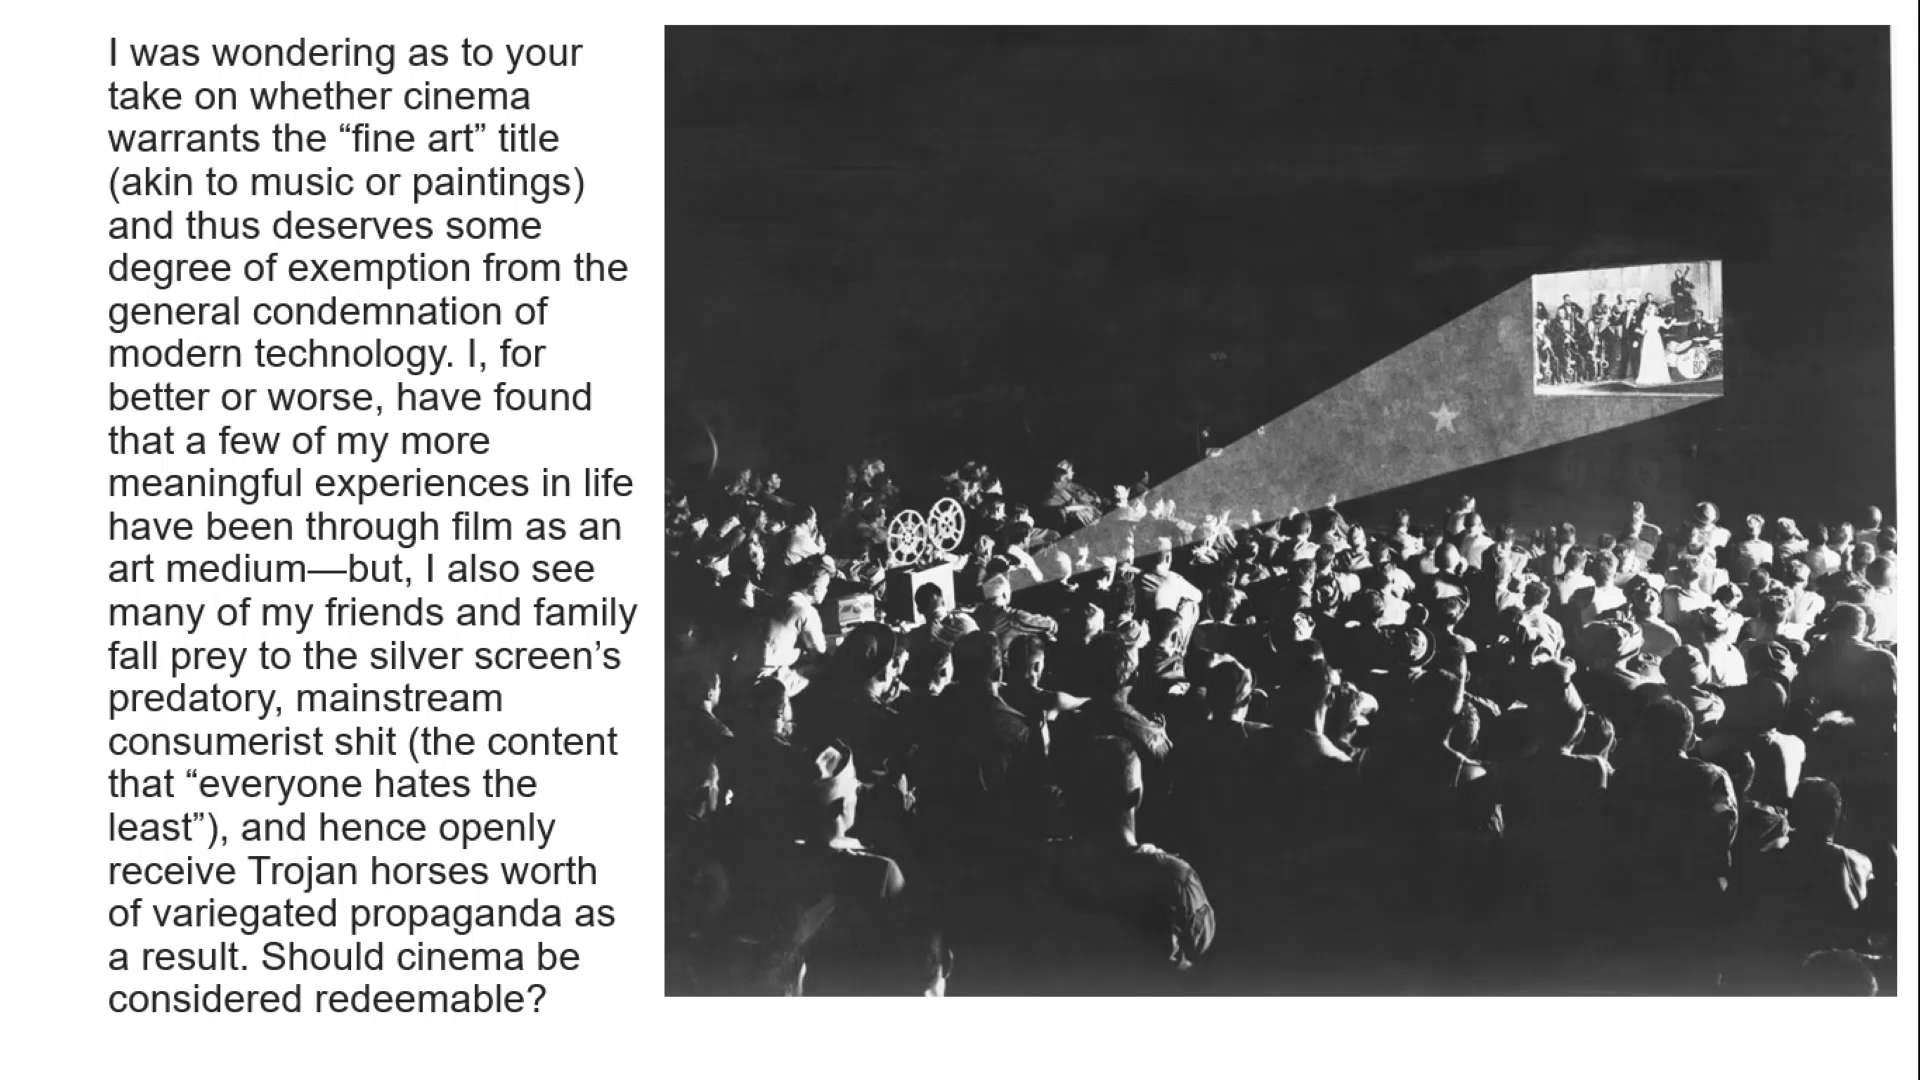 I was wondering as to your
take on whether cinema
warrants the “fine art” title
(akin to music or paintings)
and thus deserves some
degree of exemption from the
general condemnation of
modern technology. I, for
better or worse, have found
that a few of my more
meaningful experiences in life
have been through film as an
art medium—but, I also see
many of my friends and family
fall prey to the silver screen’s
predatory, mainstream
consumerist shit (the content
that “everyone hates the
least”), and hence openly
receive Trojan horses worth
of variegated propaganda as
a result. Should cinema be
considered redeemable?